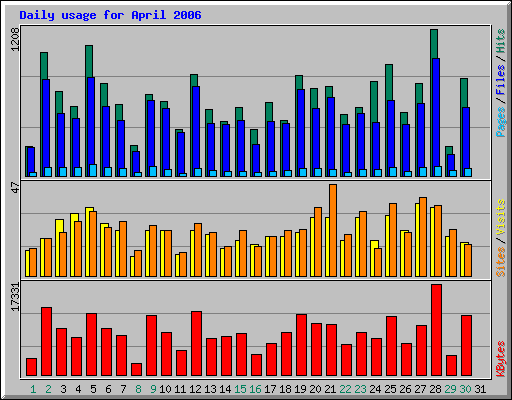 Daily usage for April 2006
1208
Pages / Files / Hits
47
Sites / Visits
17331
KBytes
1 2 3 4 5 6 7 8 9 10 11 12 13 14 15 16 17 18 19 20 21 22 23 24 25 26 27 28 29 30 31